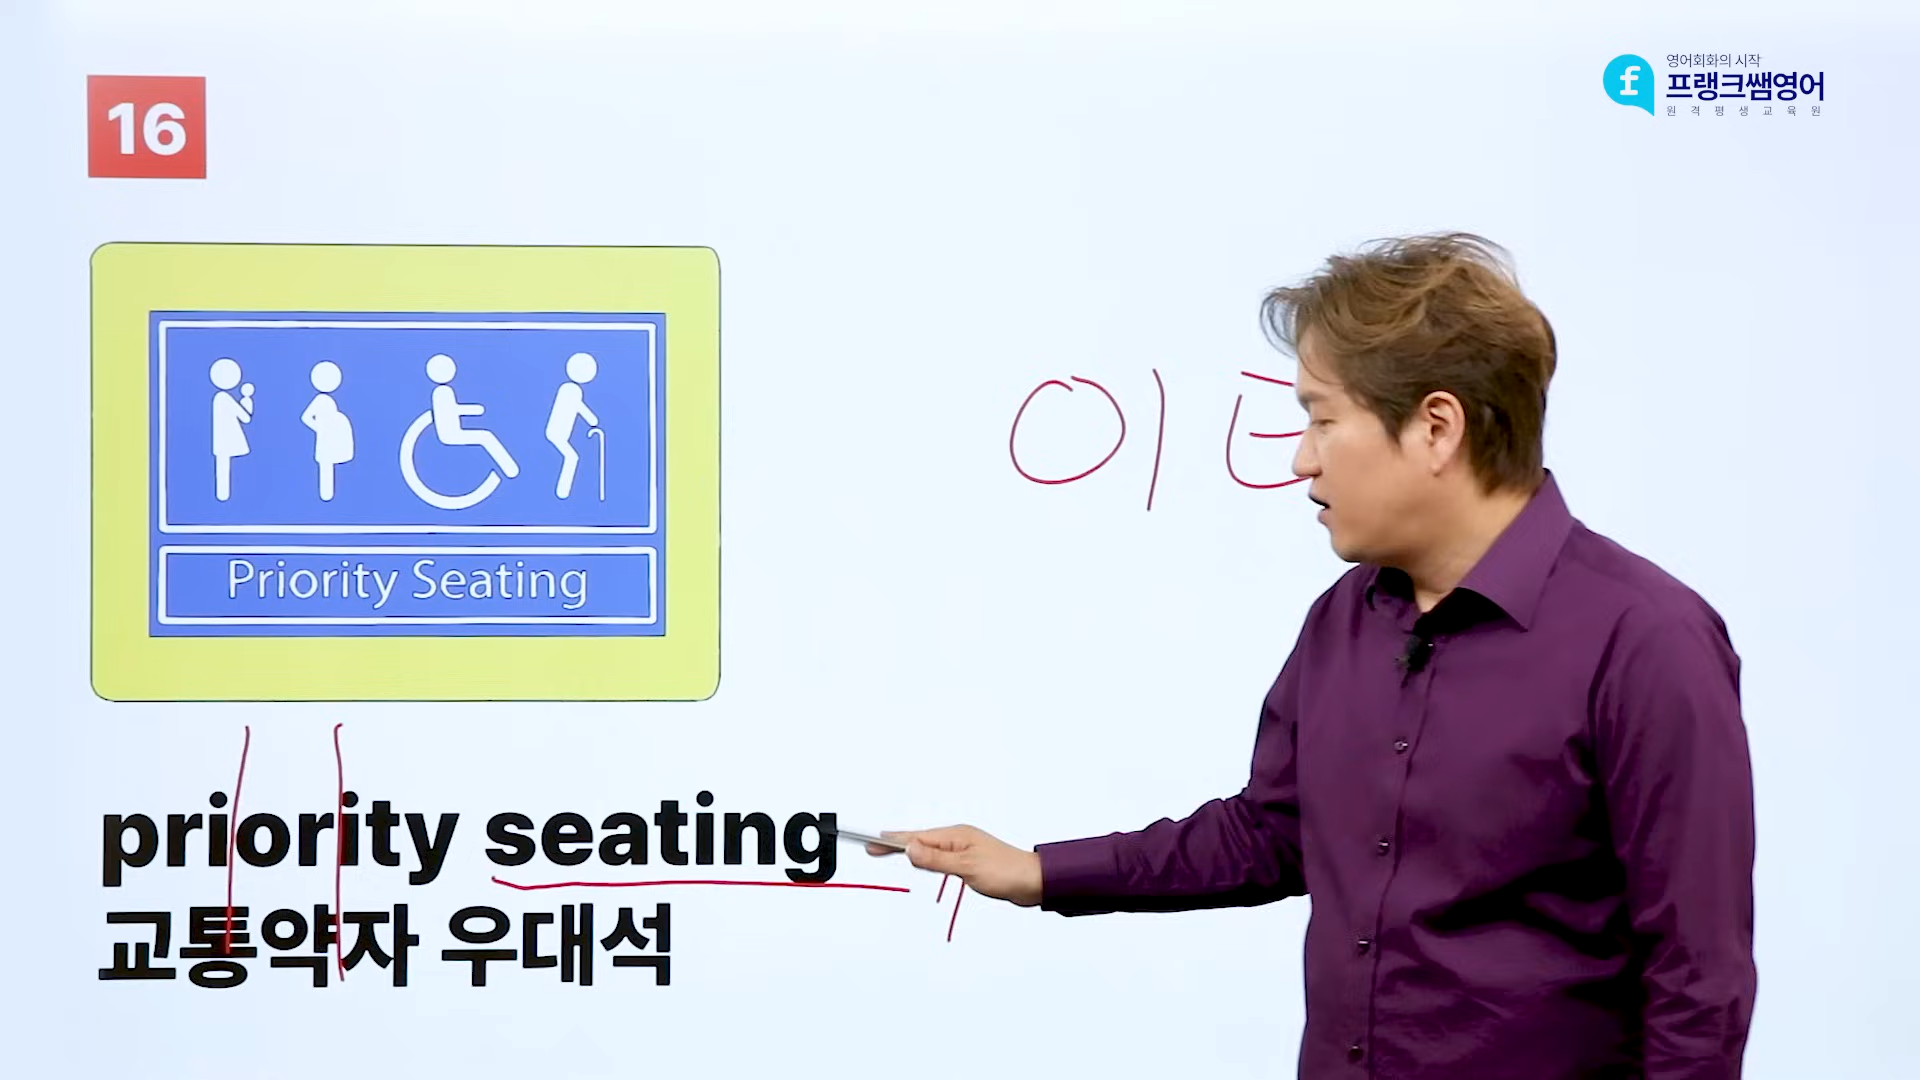 영어회화의 시작
프랭크쌤영어
원격평생교육원
16
Priority Seating
이
priority seating
교통약자 우대석